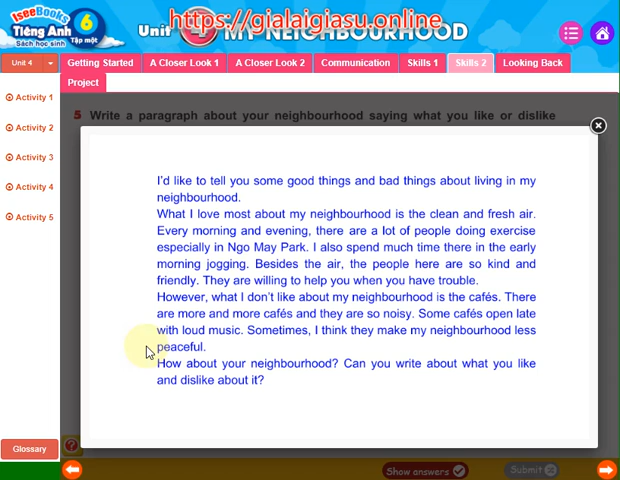 IseeBooks
Tiếng Anh 6
Tập một
Sách học sinh
https://gialaigiasu.online
Unit 4 MY NEIGHBOURHOOD
Unit 4
Getting Started
A Closer Look 1
A Closer Look 2
Communication
Skills 1
Skills 2
Looking Back
Project
Activity 1
Activity 2
Activity 3
Activity 4
Activity 5
5 Write a paragraph about your neighbourhood saying what you like or dislike
I'd like to tell you some good things and bad things about living in my
neighbourhood.
What I love most about my neighbourhood is the clean and fresh air.
Every morning and evening, there are a lot of people doing exercise
especially in Ngo May Park. I also spend much time there in the early
morning jogging. Besides the air, the people here are so kind and
friendly. They are willing to help you when you have trouble.
However, what I don't like about my neighbourhood is the cafés. There
are more and more cafés and they are so noisy. Some cafés open late
with loud music. Sometimes, I think they make my neighbourhood less
peaceful.
How about your neighbourhood? Can you write about what you like
and dislike about it?
Glossary
Show answers
Submit